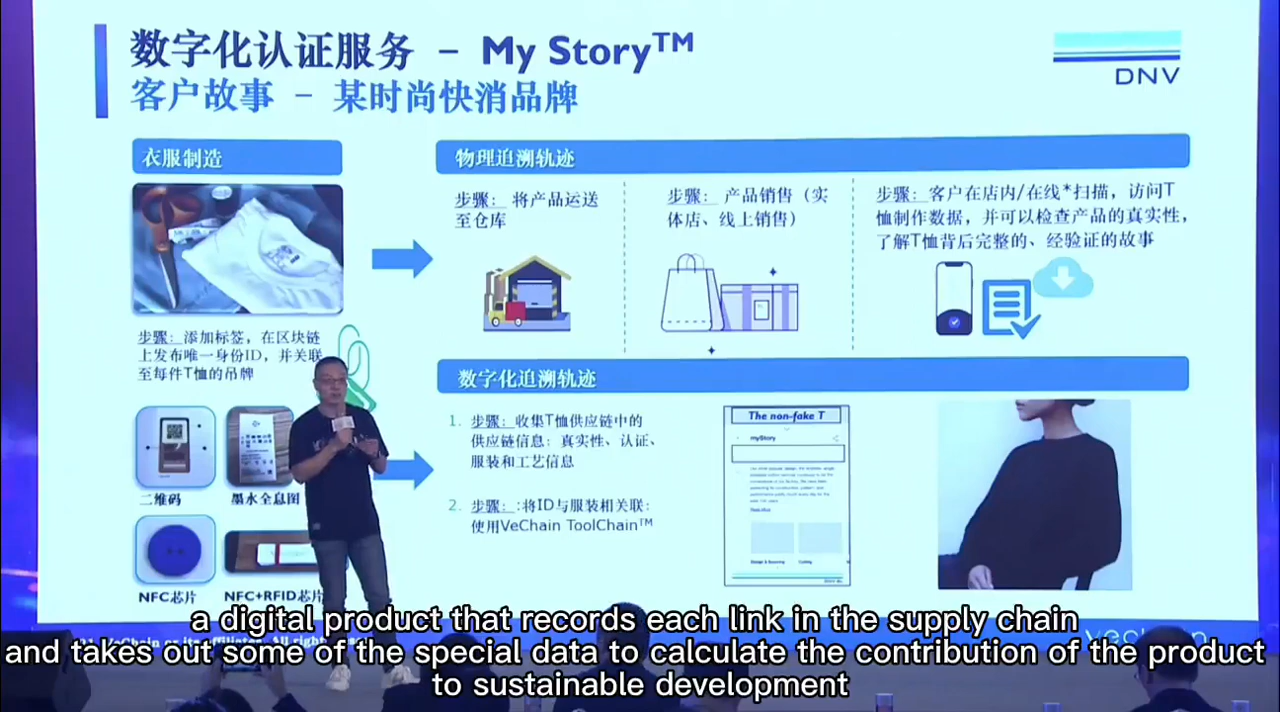 数字化认证服务 – My Story™
客户故事 – 某时尚快消品牌
DNV
衣服制造
步骤：添加标签，在区块链
上发布唯一身份ID，并关联
至每件T恤的吊牌
二维码
墨水全息图
NFC芯片
NFC+RFID芯片
物理追溯轨迹
步骤： 将产品运送
至仓库
步骤： 产品销售（实
体店、线上销售）
步骤：客户在店内/在线*扫描，访问T
恤制作数据，并可以检查产品的真实性，
了解T恤背后完整的、经验证的故事
数字化追溯轨迹
1. 步骤：收集T恤供应链中的
供应链信息：真实性、认证、
服装和工艺信息
2. 步骤：:将ID与服装相关联：
使用VeChain ToolChain™
The non-fake T
myStory
Read More
Design & Sourcing
Cutting
vechain
a digital product that records each link in the supply chain
and takes out some of the special data to calculate the contribution of the product
to sustainable development